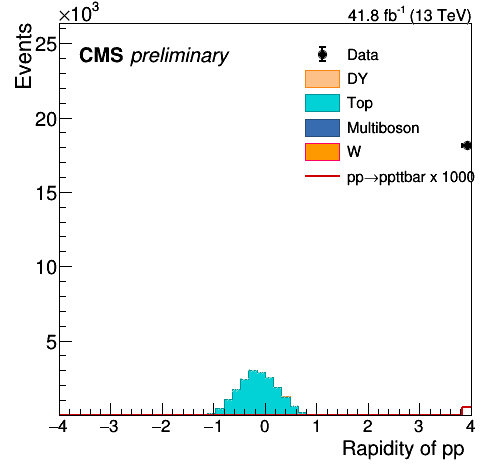 ×10³
41.8 fb⁻¹ (13 TeV)
Events
CMS preliminary
Data
DY
Top
Multiboson
W
pp→ppttbar x 1000
25
20
15
10
5
−4 −3 −2 −1 0 1 2 3 4
Rapidity of pp